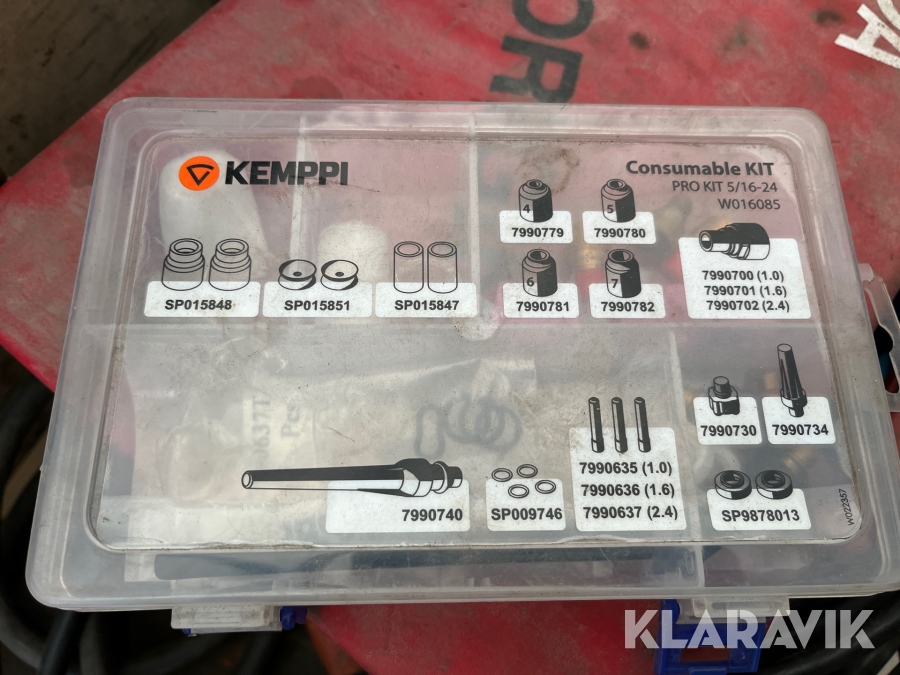 OR
KEMPPI
Consumable KIT
PRO KIT 5/16-24
W016085
4
5
7990779
7990780
6
7
7990781
7990782
7990700 (1.0)
7990701 (1.6)
7990702 (2.4)
SP015848
SP015851
SP015847
7990730
7990734
7990635 (1.0)
7990636 (1.6)
7990637 (2.4)
7990740
SP009746
SP9878013
W022357
KLARAVIK